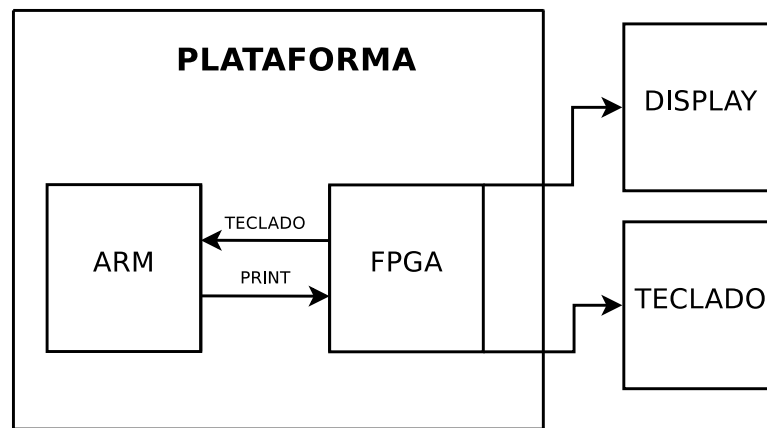 PLATAFORMA
DISPLAY
TECLADO
ARM
FPGA
PRINT
TECLADO